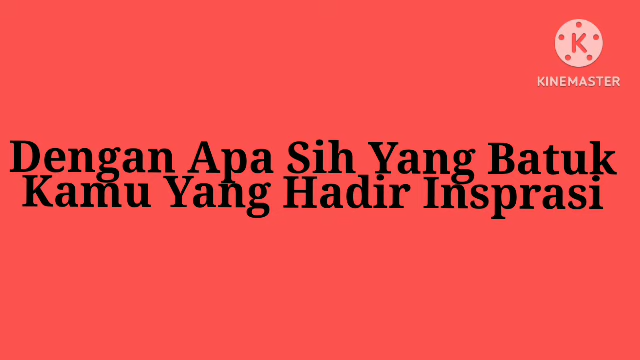 KINEMASTER
Dengan Apa Sih Yang Batuk
Kamu Yang Hadir Insprasi